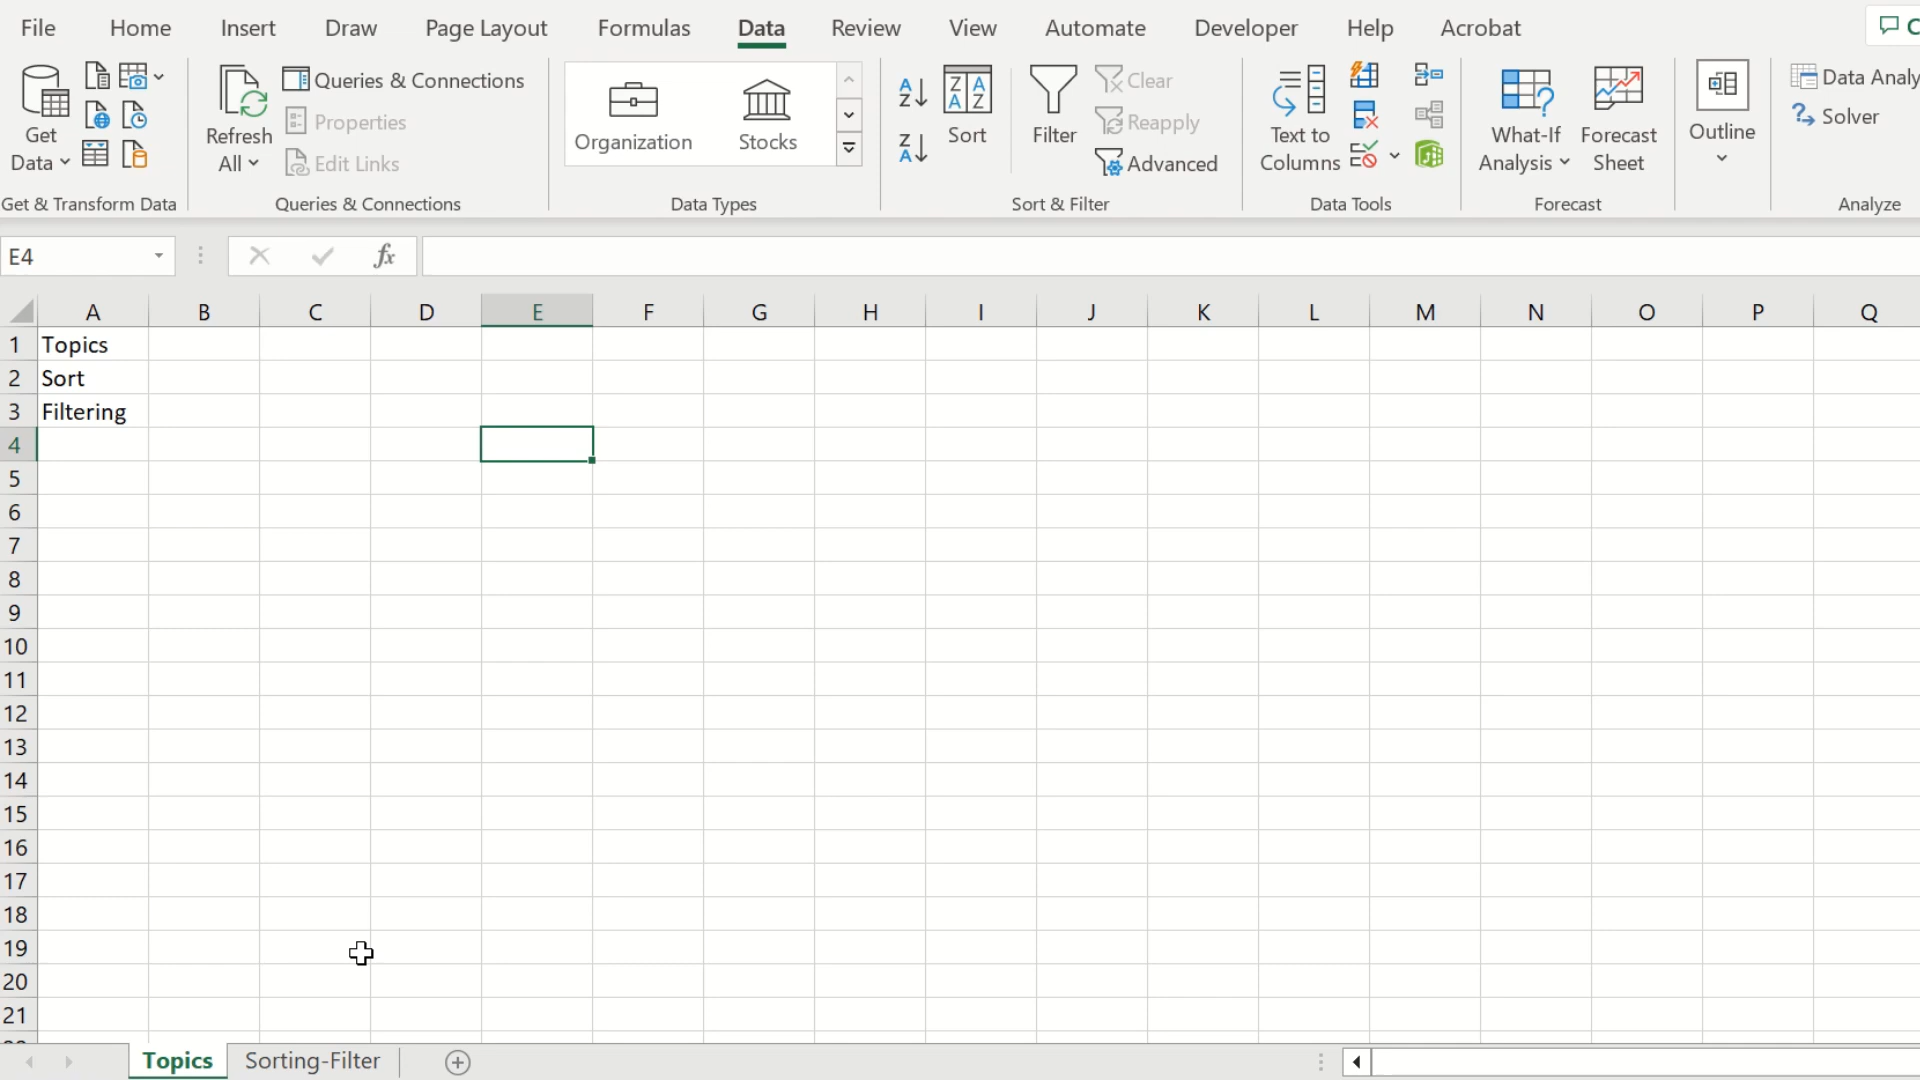 File Home Insert Draw Page Layout Formulas Data Review View Automate Developer Help Acrobat
Get Data
Refresh All
Queries & Connections
Properties
Edit Links
Organization Stocks
Sort
Filter
Clear
Reapply
Advanced
Text to Columns
What-If Analysis
Forecast Sheet
Outline
Data Analy
Solver
Get & Transform Data Queries & Connections Data Types Sort & Filter Data Tools Forecast Analyze
E4 fx
A B C D E F G H I J K L M N O P Q
1 Topics
2 Sort
3 Filtering
4
5
6
7
8
9
10
11
12
13
14
15
16
17
18
19
20
21
Topics Sorting-Filter